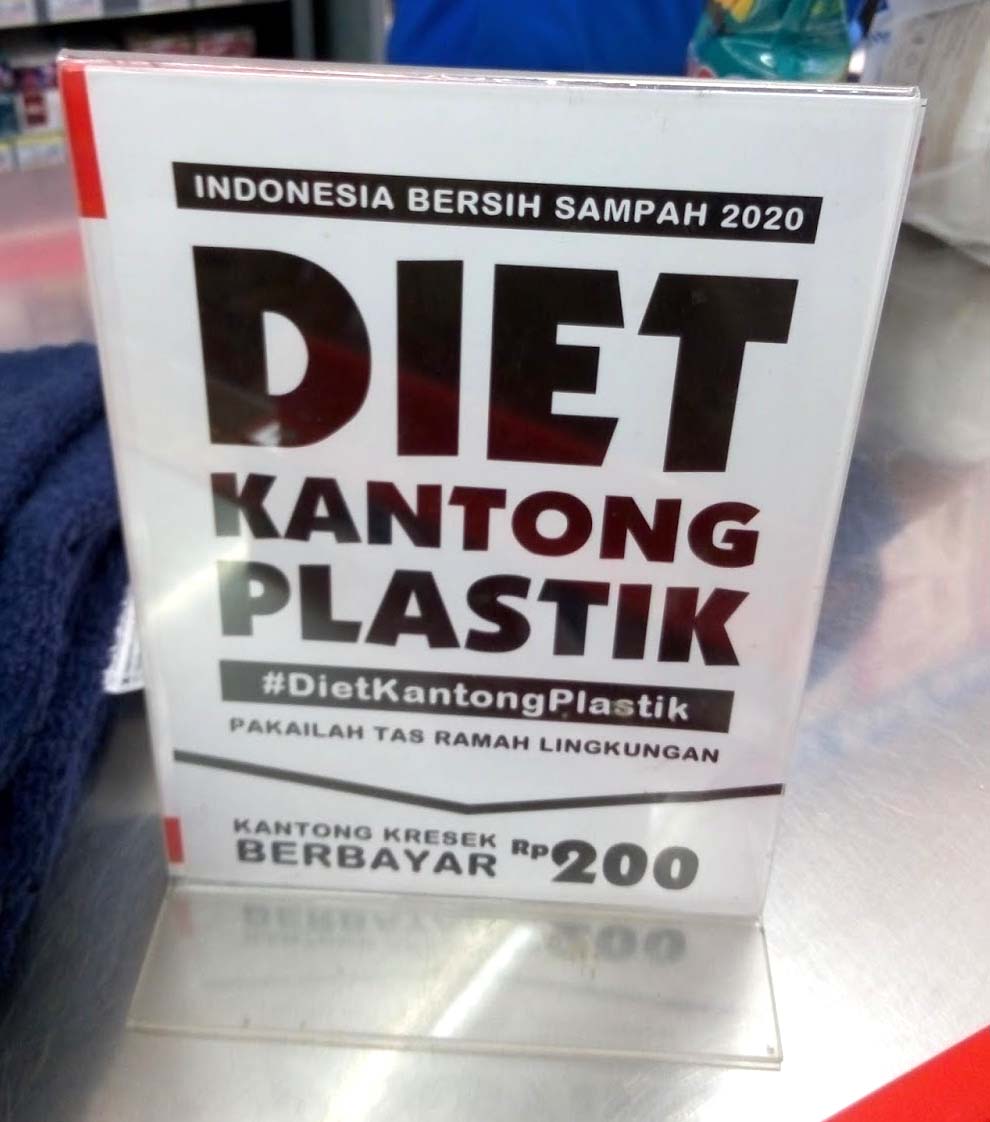 INDONESIA BERSIH SAMPAH 2020
DIET
KANTONG
PLASTIK
#DietKantongPlastik
PAKAILAH TAS RAMAH LINGKUNGAN
KANTONG KRESEK
BERBAYAR Rp200